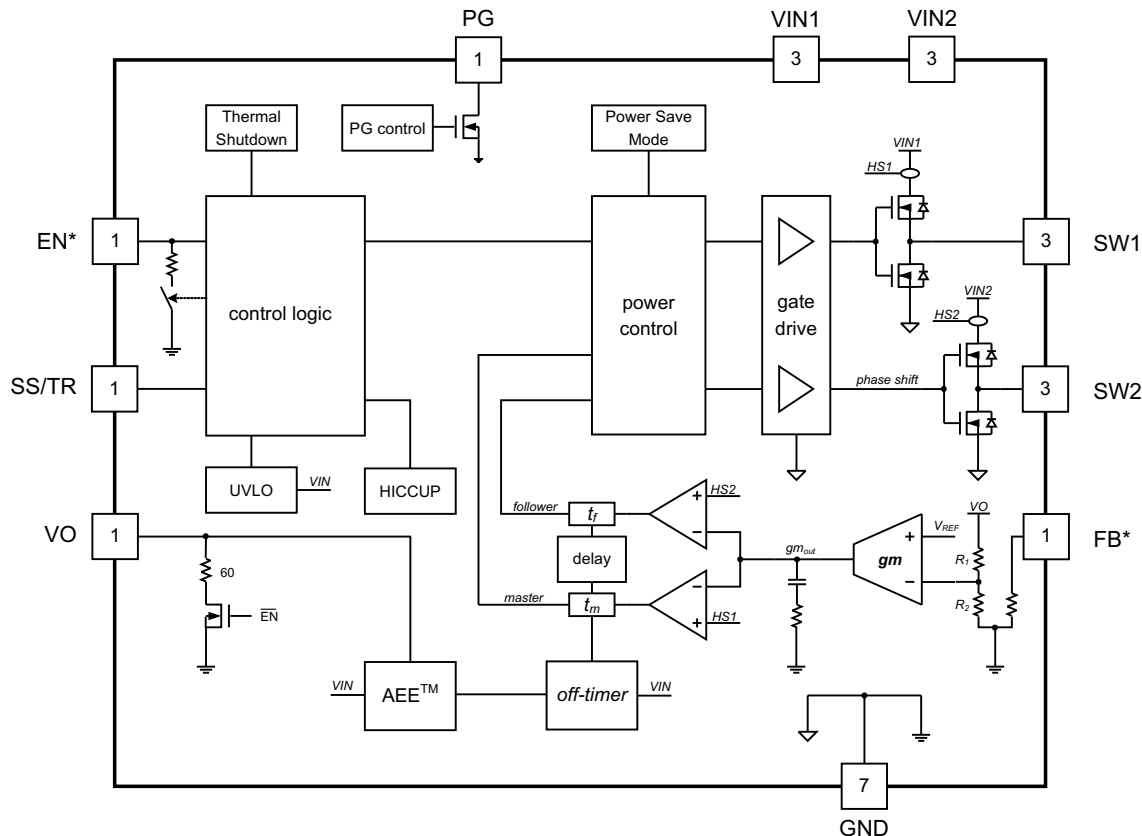 PG
VIN1
VIN2
1
3
3
Thermal
Shutdown
PG control
Power Save
Mode
VIN1
HS1
EN*
1
control logic
power
control
gate
drive
3
SW1
VIN2
HS2
SS/TR
1
phase shift
3
SW2
UVLO
VIN
HICCUP
follower
tf
HS2
VO
1
delay
gmout
gm
VREF
VO
R1
R2
1
FB*
60
EN
master
tm
HS1
VIN
AEE™
off-timer
VIN
7
GND